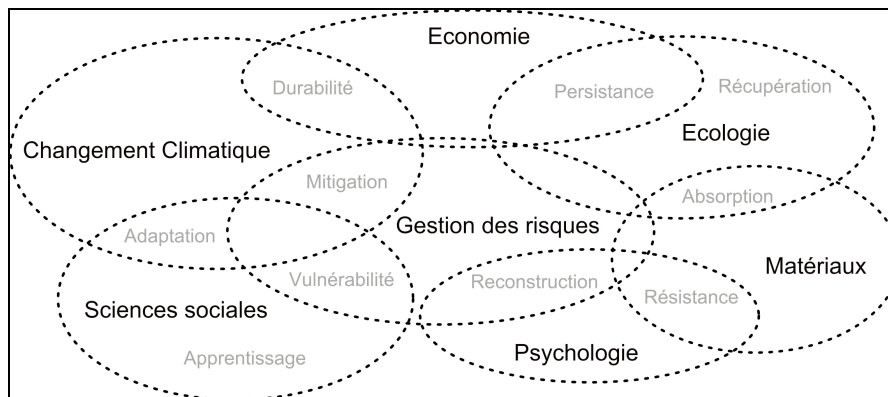 Economie
Durabilité
Persistance
Récupération
Ecologie
Changement Climatique
Mitigation
Absorption
Adaptation
Gestion des risques
Matériaux
Vulnérabilité
Reconstruction
Résistance
Sciences sociales
Psychologie
Apprentissage